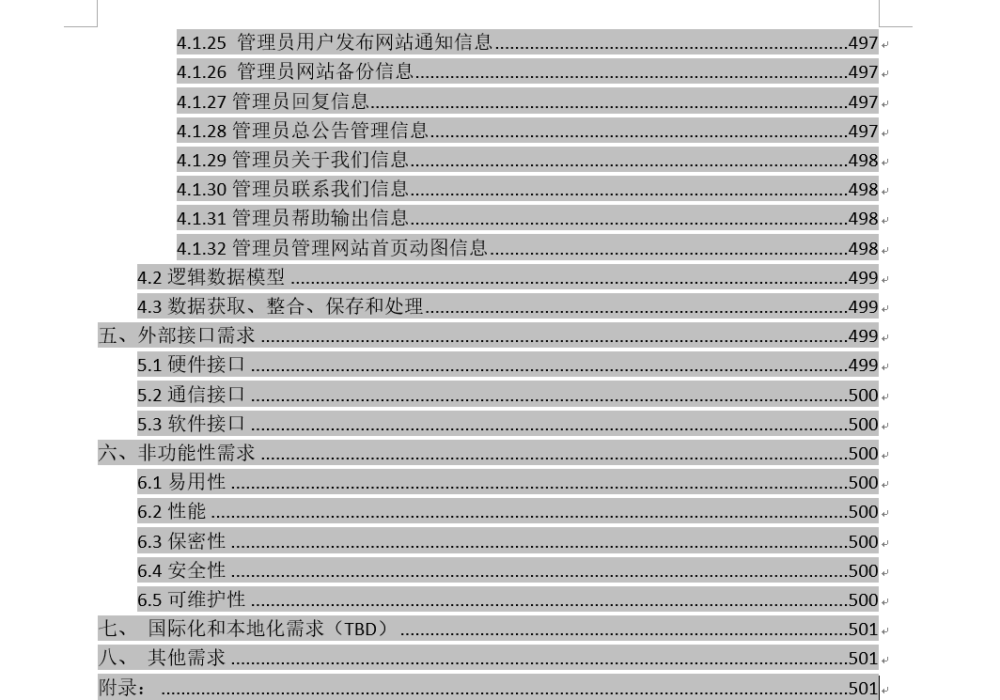 4.1.25 管理员用户发布网站通知信息..........497
4.1.26 管理员网站备份信息..........497
4.1.27 管理员回复信息..........497
4.1.28 管理员总公告管理信息..........497
4.1.29 管理员关于我们信息..........498
4.1.30 管理员联系我们信息..........498
4.1.31 管理员帮助输出信息..........498
4.1.32 管理员管理网站首页动图信息..........498
4.2 逻辑数据模型..........499
4.3 数据获取、整合、保存和处理..........499
五、外部接口需求..........499
5.1 硬件接口..........499
5.2 通信接口..........500
5.3 软件接口..........500
六、非功能性需求..........500
6.1 易用性..........500
6.2 性能..........500
6.3 保密性..........500
6.4 安全性..........500
6.5 可维护性..........500
七、 国际化和本地化需求（TBD）..........501
八、 其他需求..........501
附录：..........501